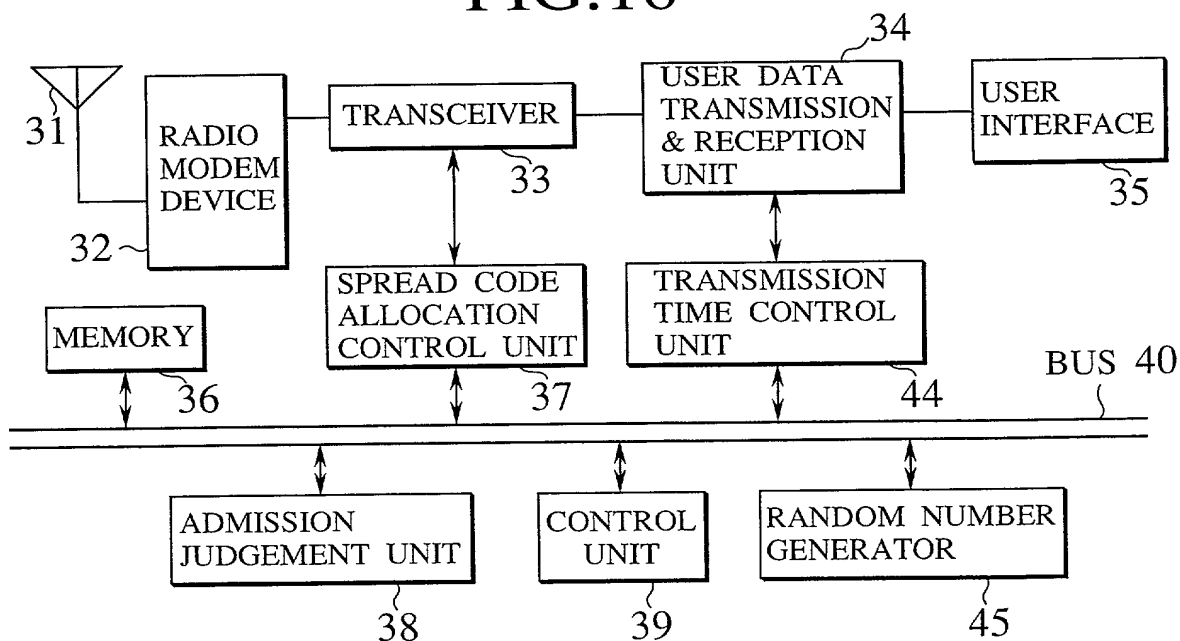 34
31
RADIO
MODEM
DEVICE
32
TRANSCEIVER
33
USER DATA
TRANSMISSION
& RECEPTION
UNIT
USER
INTERFACE
35
SPREAD CODE
ALLOCATION
CONTROL UNIT
37
TRANSMISSION
TIME CONTROL
UNIT
44
MEMORY
36
BUS 40
ADMISSION
JUDGEMENT UNIT
38
CONTROL
UNIT
39
RANDOM NUMBER
GENERATOR
45